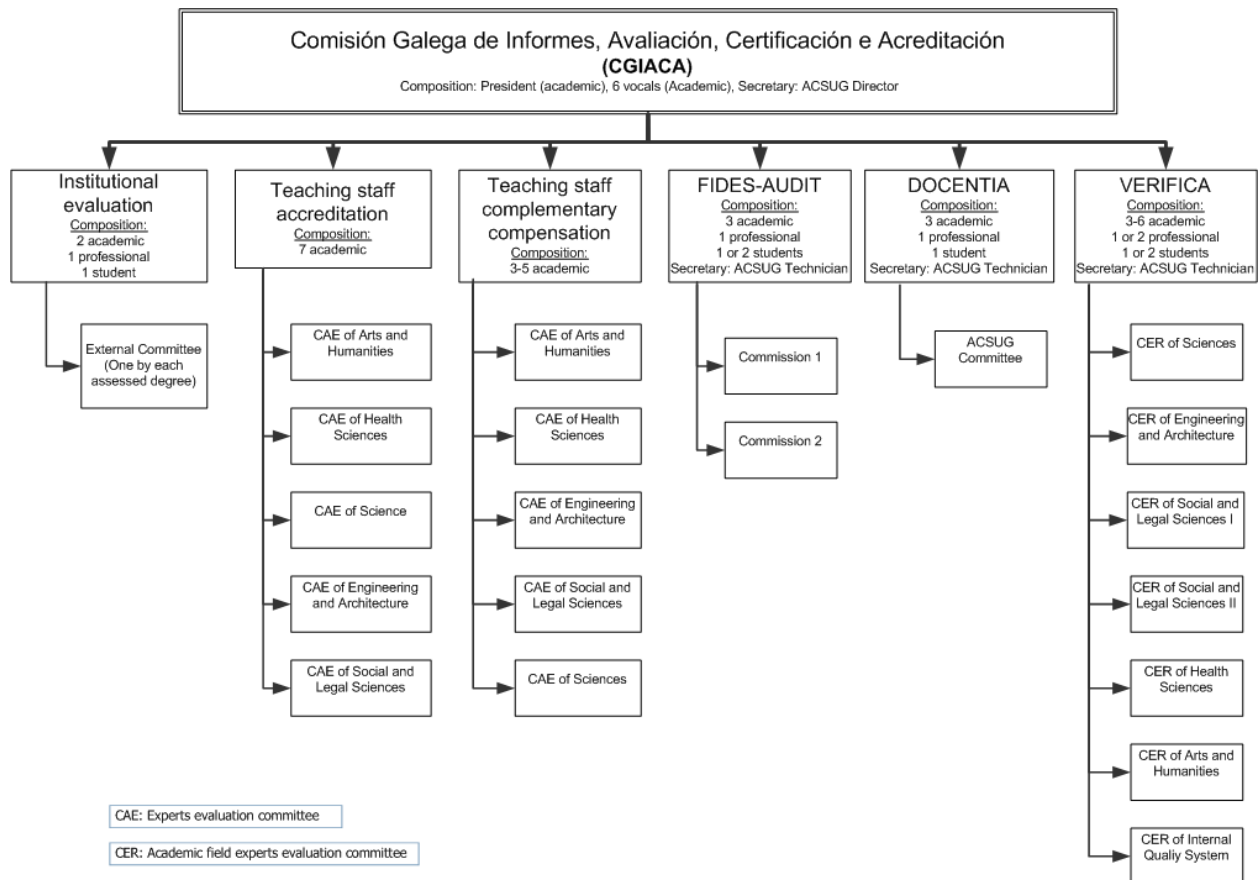 Comisión Galega de Informes, Avaliación, Certificación e Acreditación
(CGIACA)
Composition: President (academic), 6 vocals (Academic), Secretary: ACSUG Director
Institutional
evaluation
Composition:
2 academic
1 professional
1 student
External Committee
(One by each
assessed degree)
Teaching staff
accreditation
Composition:
7 academic
CAE of Arts and
Humanities
CAE of Health
Sciences
CAE of Science
CAE of Engineering
and Architecture
CAE of Social and
Legal Sciences
Teaching staff
complementary
compensation
Composition:
3-5 academic
CAE of Arts and
Humanities
CAE of Health
Sciences
CAE of Engineering
and Architecture
CAE of Social and
Legal Sciences
CAE of Sciences
FIDES-AUDIT
Composition:
3 academic
1 professional
1 or 2 students
Secretary: ACSUG Technician
Commission 1
Commission 2
DOCENTIA
Composition:
3 academic
1 professional
1 student
Secretary: ACSUG Technician
ACSUG
Committee
VERIFICA
Composition:
3-6 academic
1 or 2 professional
1 or 2 students
Secretary: ACSUG Technician
CER of Sciences
CER of Engineering
and Architecture
CER of Social and
Legal Sciences I
CER of Social and
Legal Sciences II
CER of Health
Sciences
CER of Arts and
Humanities
CER of Internal
Qualiy System
CAE: Experts evaluation committee
CER: Academic field experts evaluation committee